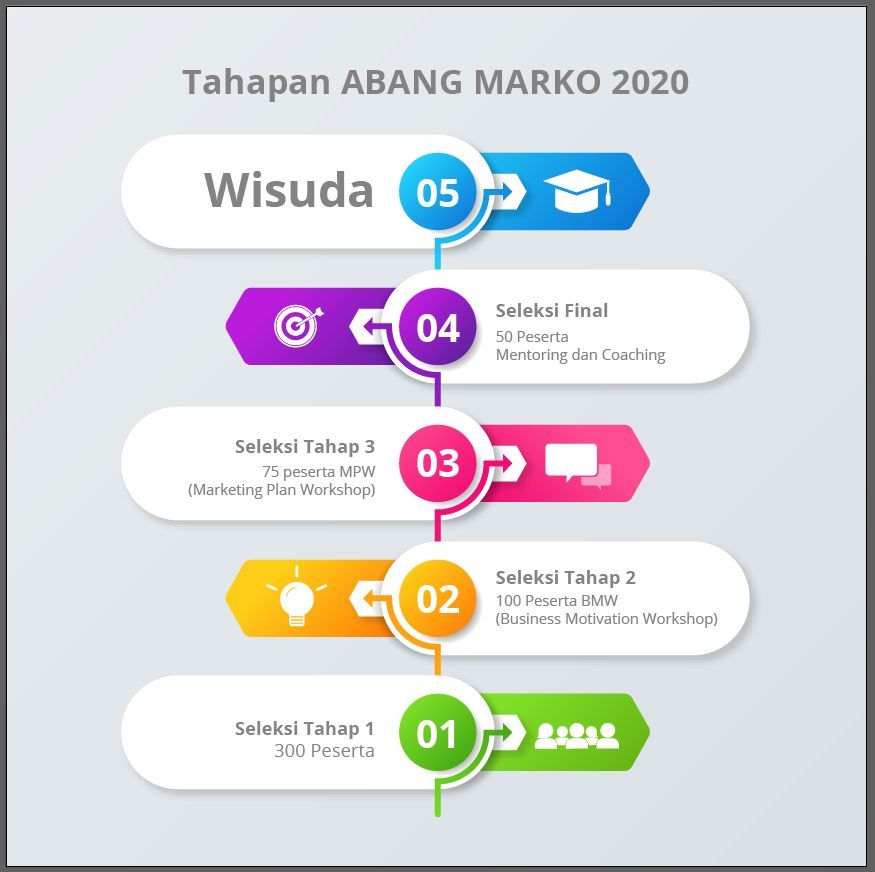 Tahapan ABANG MARKO 2020
Wisuda
05
04
Seleksi Final
50 Peserta
Mentoring dan Coaching
Seleksi Tahap 3
75 peserta MPW
(Marketing Plan Workshop)
03
02
Seleksi Tahap 2
100 Peserta BMW
(Business Motivation Workshop)
Seleksi Tahap 1
300 Peserta
01